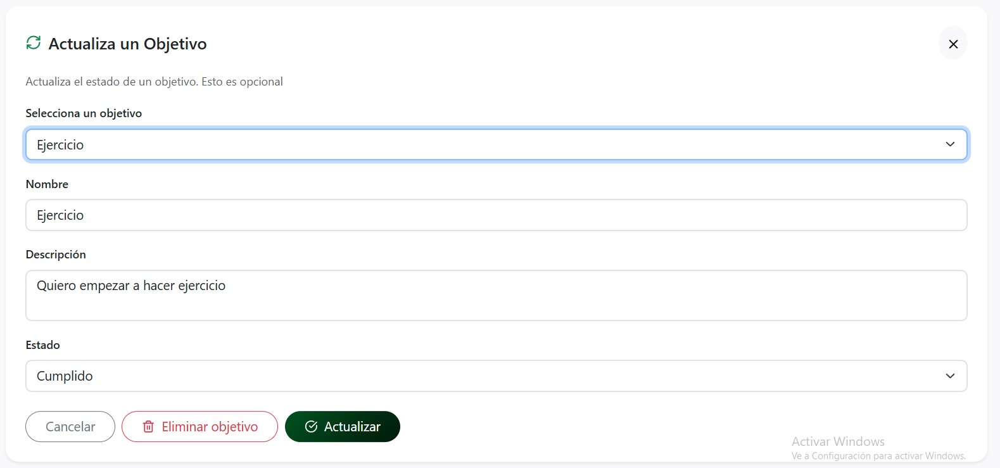 Actualiza un Objetivo
Actualiza el estado de un objetivo. Esto es opcional
Selecciona un objetivo
Ejercicio
Nombre
Ejercicio
Descripción
Quiero empezar a hacer ejercicio
Estado
Cumplido
Cancelar
Eliminar objetivo
Actualizar
Activar Windows
Ve a Configuración para activar Windows.